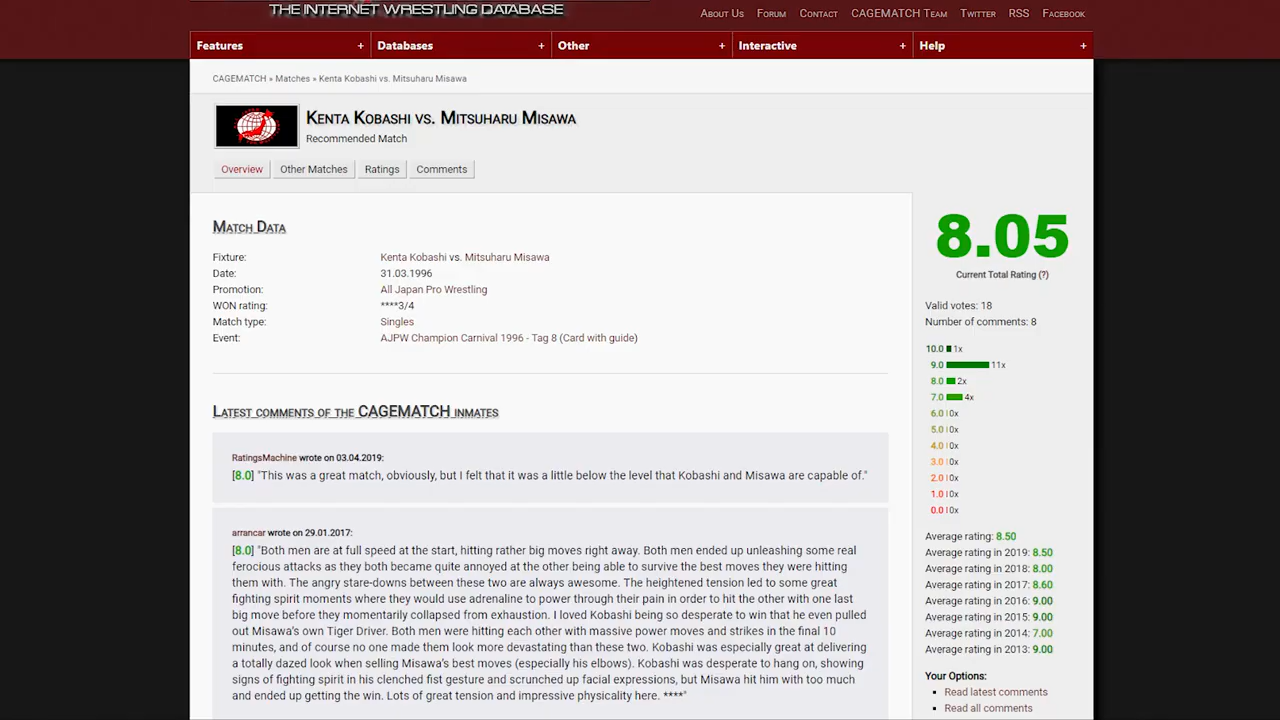 THE INTERNET WRESTLING DATABASE
About Us Forum Contact CAGEMATCH Team Twitter RSS Facebook
Features + Databases + Other + Interactive + Help +
CAGEMATCH » Matches » Kenta Kobashi vs. Mitsuharu Misawa
Kenta Kobashi vs. Mitsuharu Misawa
Recommended Match
Overview Other Matches Ratings Comments
Match Data
Fixture: Kenta Kobashi vs. Mitsuharu Misawa
Date: 31.03.1996
Promotion: All Japan Pro Wrestling
WON rating: ****3/4
Match type: Singles
Event: AJPW Champion Carnival 1996 - Tag 8 (Card with guide)
Latest comments of the CAGEMATCH inmates
RatingsMachine wrote on 03.04.2019:
[8.0] "This was a great match, obviously, but I felt that it was a little below the level that Kobashi and Misawa are capable of."
arrancar wrote on 29.01.2017:
[8.0] "Both men are at full speed at the start, hitting rather big moves right away. Both men ended up unleashing some real
ferocious attacks as they both became quite annoyed at the other being able to survive the best moves they were hitting
them with. The angry stare-downs between these two are always awesome. The heightened tension led to some great
fighting spirit moments where they would use adrenaline to power through their pain in order to hit the other with one last
big move before they momentarily collapsed from exhaustion. I loved Kobashi being so desperate to win that he even pulled
out Misawa's own Tiger Driver. Both men were hitting each other with massive power moves and strikes in the final 10
minutes, and of course no one made them look more devastating than these two. Kobashi was especially great at delivering
a totally dazed look when selling Misawa's best moves (especially his elbows). Kobashi was desperate to hang on, showing
signs of fighting spirit in his clenched fist gesture and scrunched up facial expressions, but Misawa hit him with too much
and ended up getting the win. Lots of great tension and impressive physicality here. ****"
8.05
Current Total Rating (?)
Valid votes: 18
Number of comments: 8
10.0 1x
9.0 11x
8.0 2x
7.0 4x
6.0 0x
5.0 0x
4.0 0x
3.0 0x
2.0 0x
1.0 0x
0.0 0x
Average rating: 8.50
Average rating in 2019: 8.50
Average rating in 2018: 8.00
Average rating in 2017: 8.60
Average rating in 2016: 9.00
Average rating in 2015: 9.00
Average rating in 2014: 7.00
Average rating in 2013: 9.00
Your Options:
Read latest comments
Read all comments